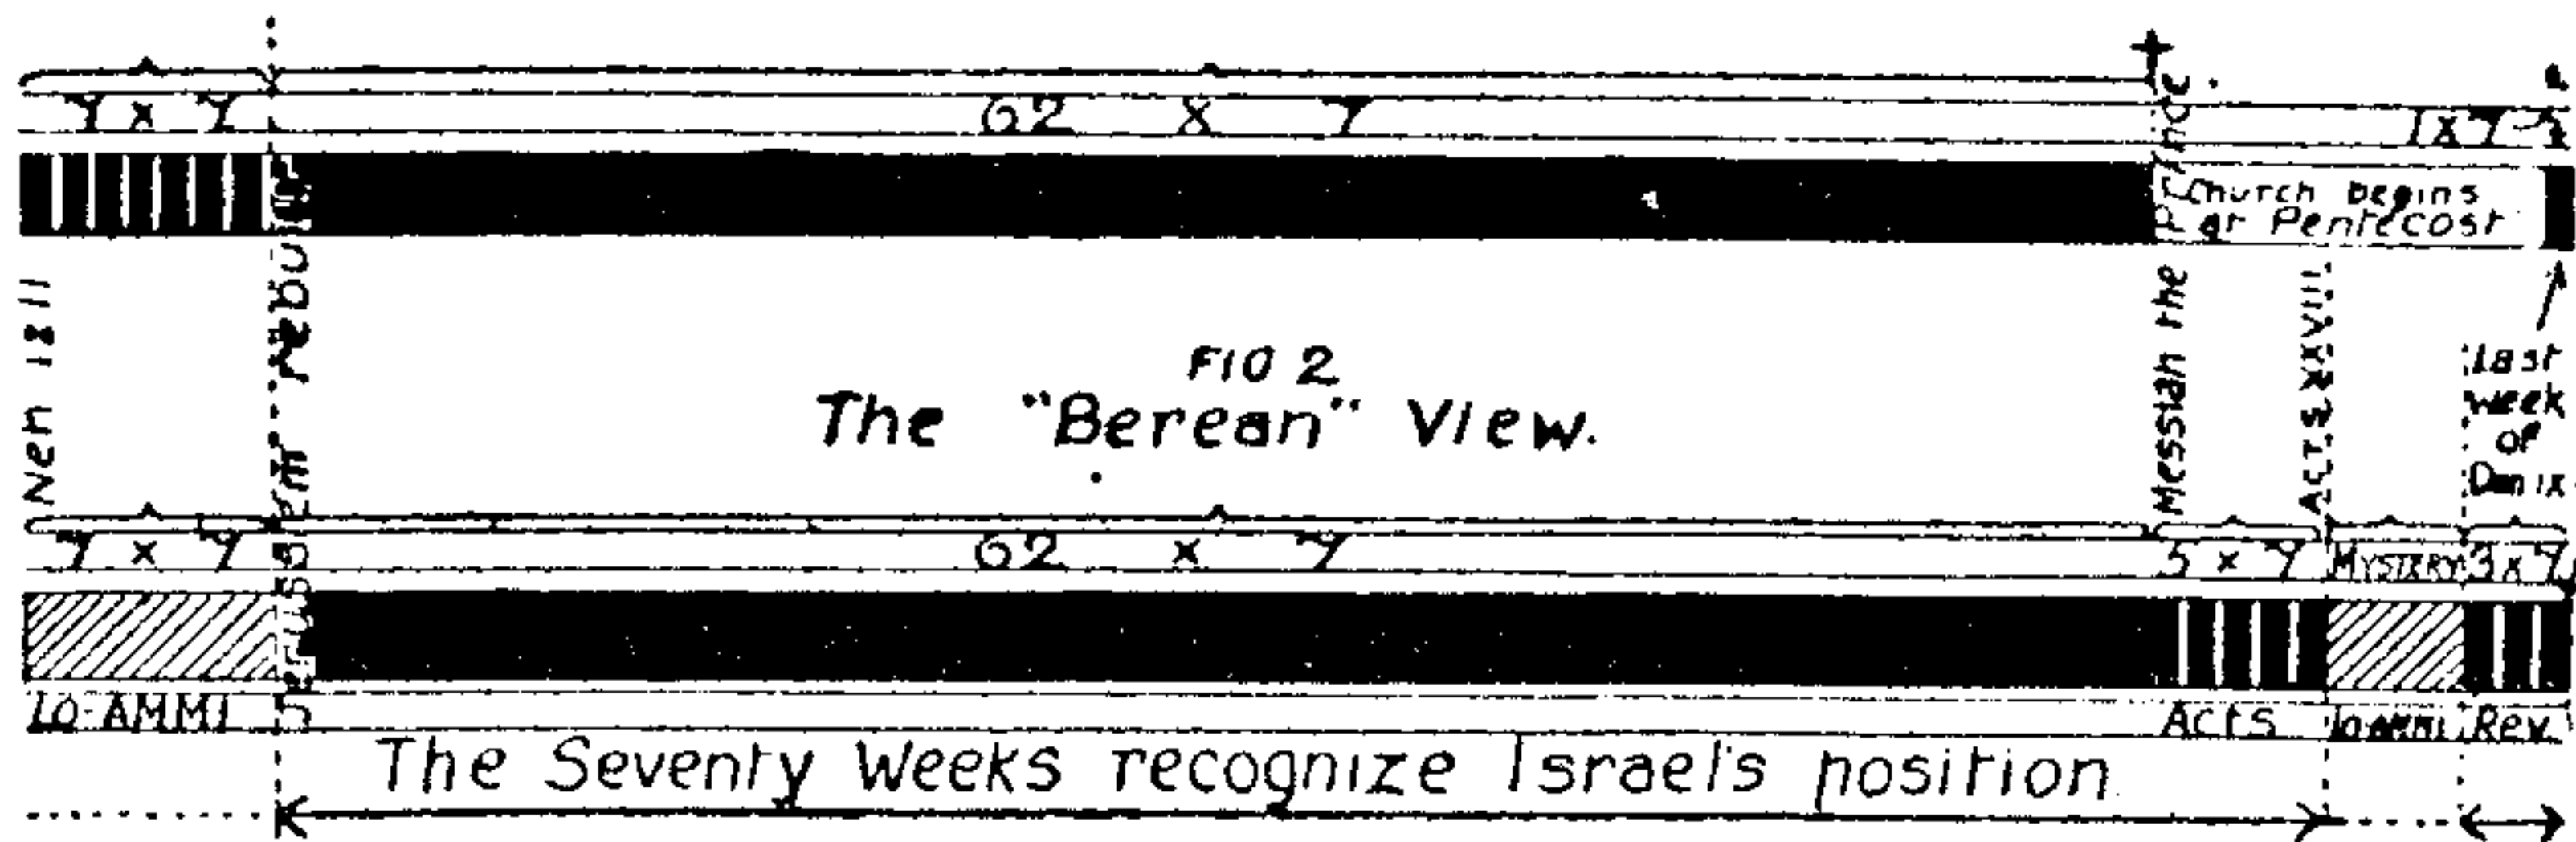 7 x 7 62 x 7 1 x 7
Church begins
at Pentecost
Neh i & ii
Jerusalem rebuilt
Messiah the Prince.
ACTS XXVIII
Last
week
of
Dan ix.
FIG 2
The "Berean" View.
7 x 7 62 x 7 5 x 7 MYSTERY 3 x 7
LO-AMMI Acts LO-AMMI Rev.
The Seventy Weeks recognize Israel's position